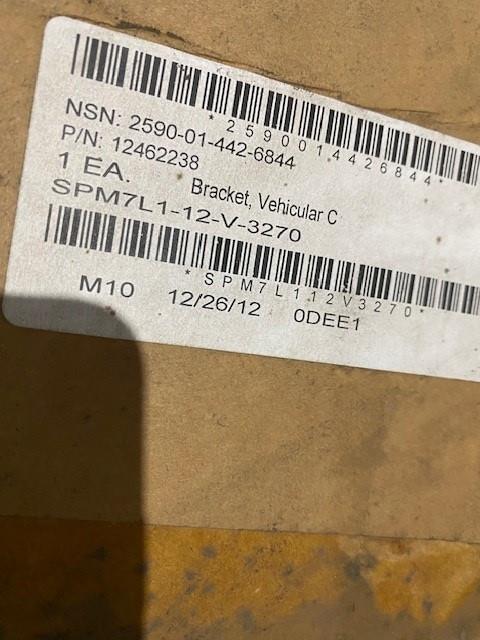 *2590014426844*
NSN: 2590-01-442-6844
P/N: 12462238
1 EA. Bracket, Vehicular C
SPM7L1-12-V-3270
*SPM7L112V3270*
M10 12/26/12 0DEE1